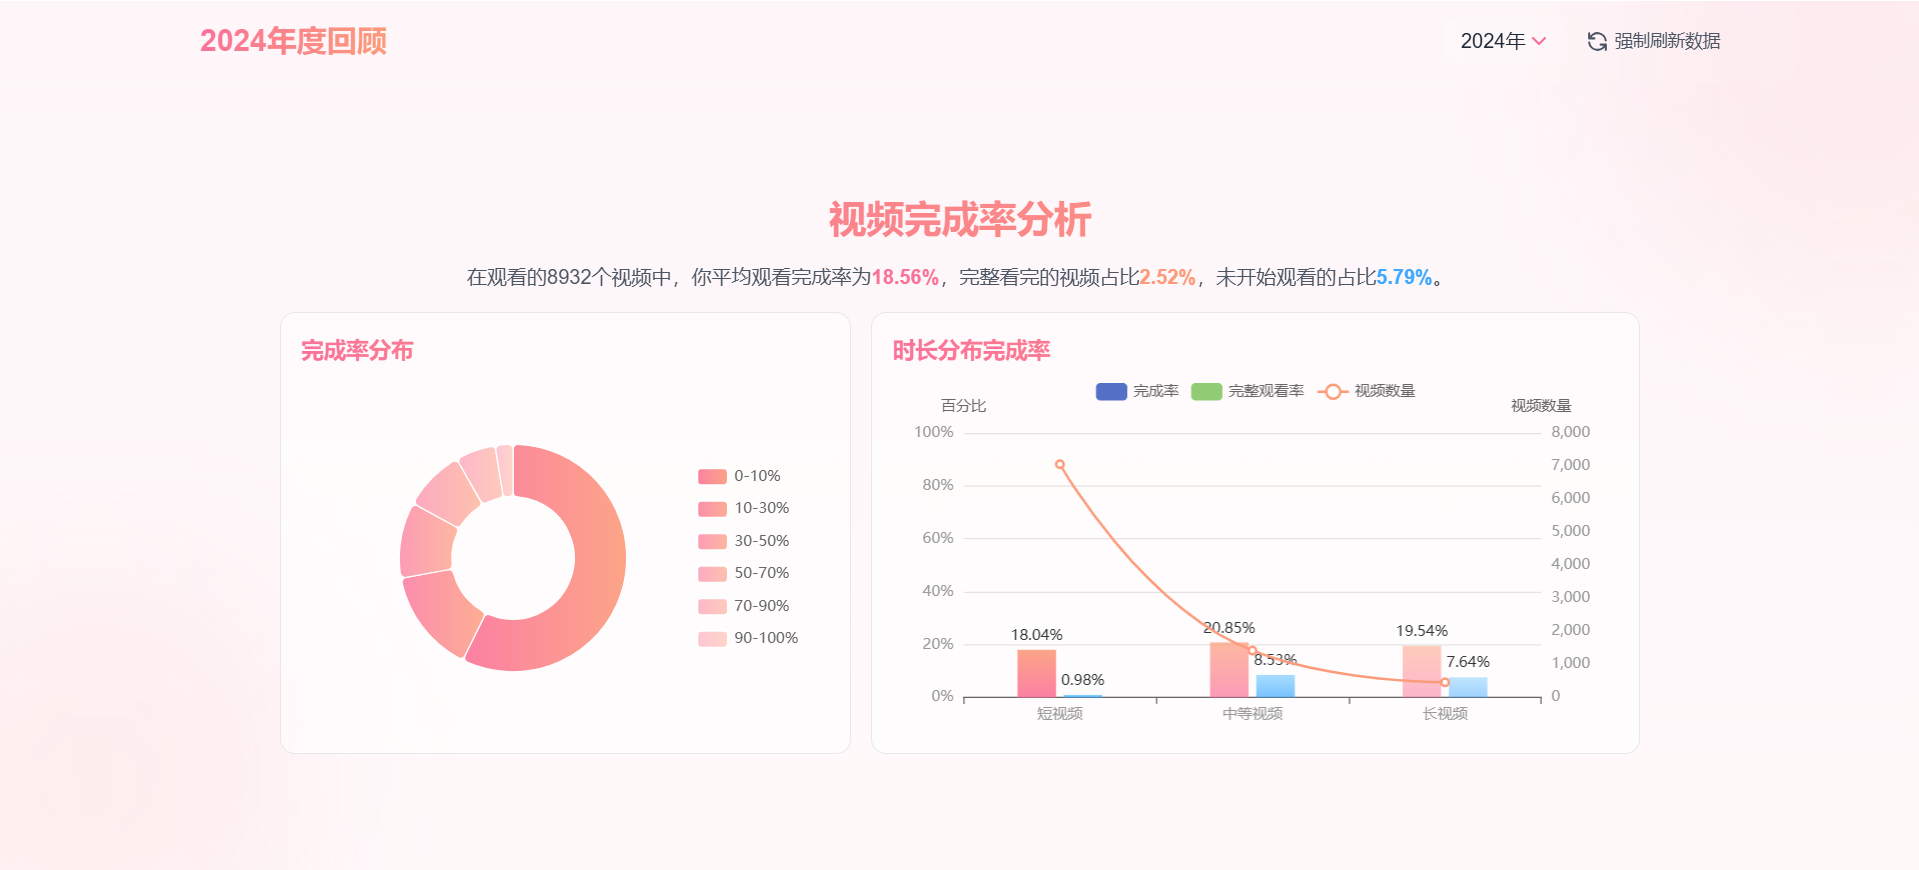 2024年度回顾
2024年
强制刷新数据
视频完成率分析
在观看的8932个视频中，你平均观看完成率为18.56%，完整看完的视频占比2.52%，未开始观看的占比5.79%。
完成率分布
0-10%
10-30%
30-50%
50-70%
70-90%
90-100%
时长分布完成率
完成率 完整观看率 视频数量
百分比 视频数量
100% 8,000
7,000
80%
6,000
60% 5,000
4,000
40%
3,000
20% 2,000
1,000
0% 0
18.04% 20.85% 19.54%
0.98% 8.53% 7.64%
短视频 中等视频 长视频